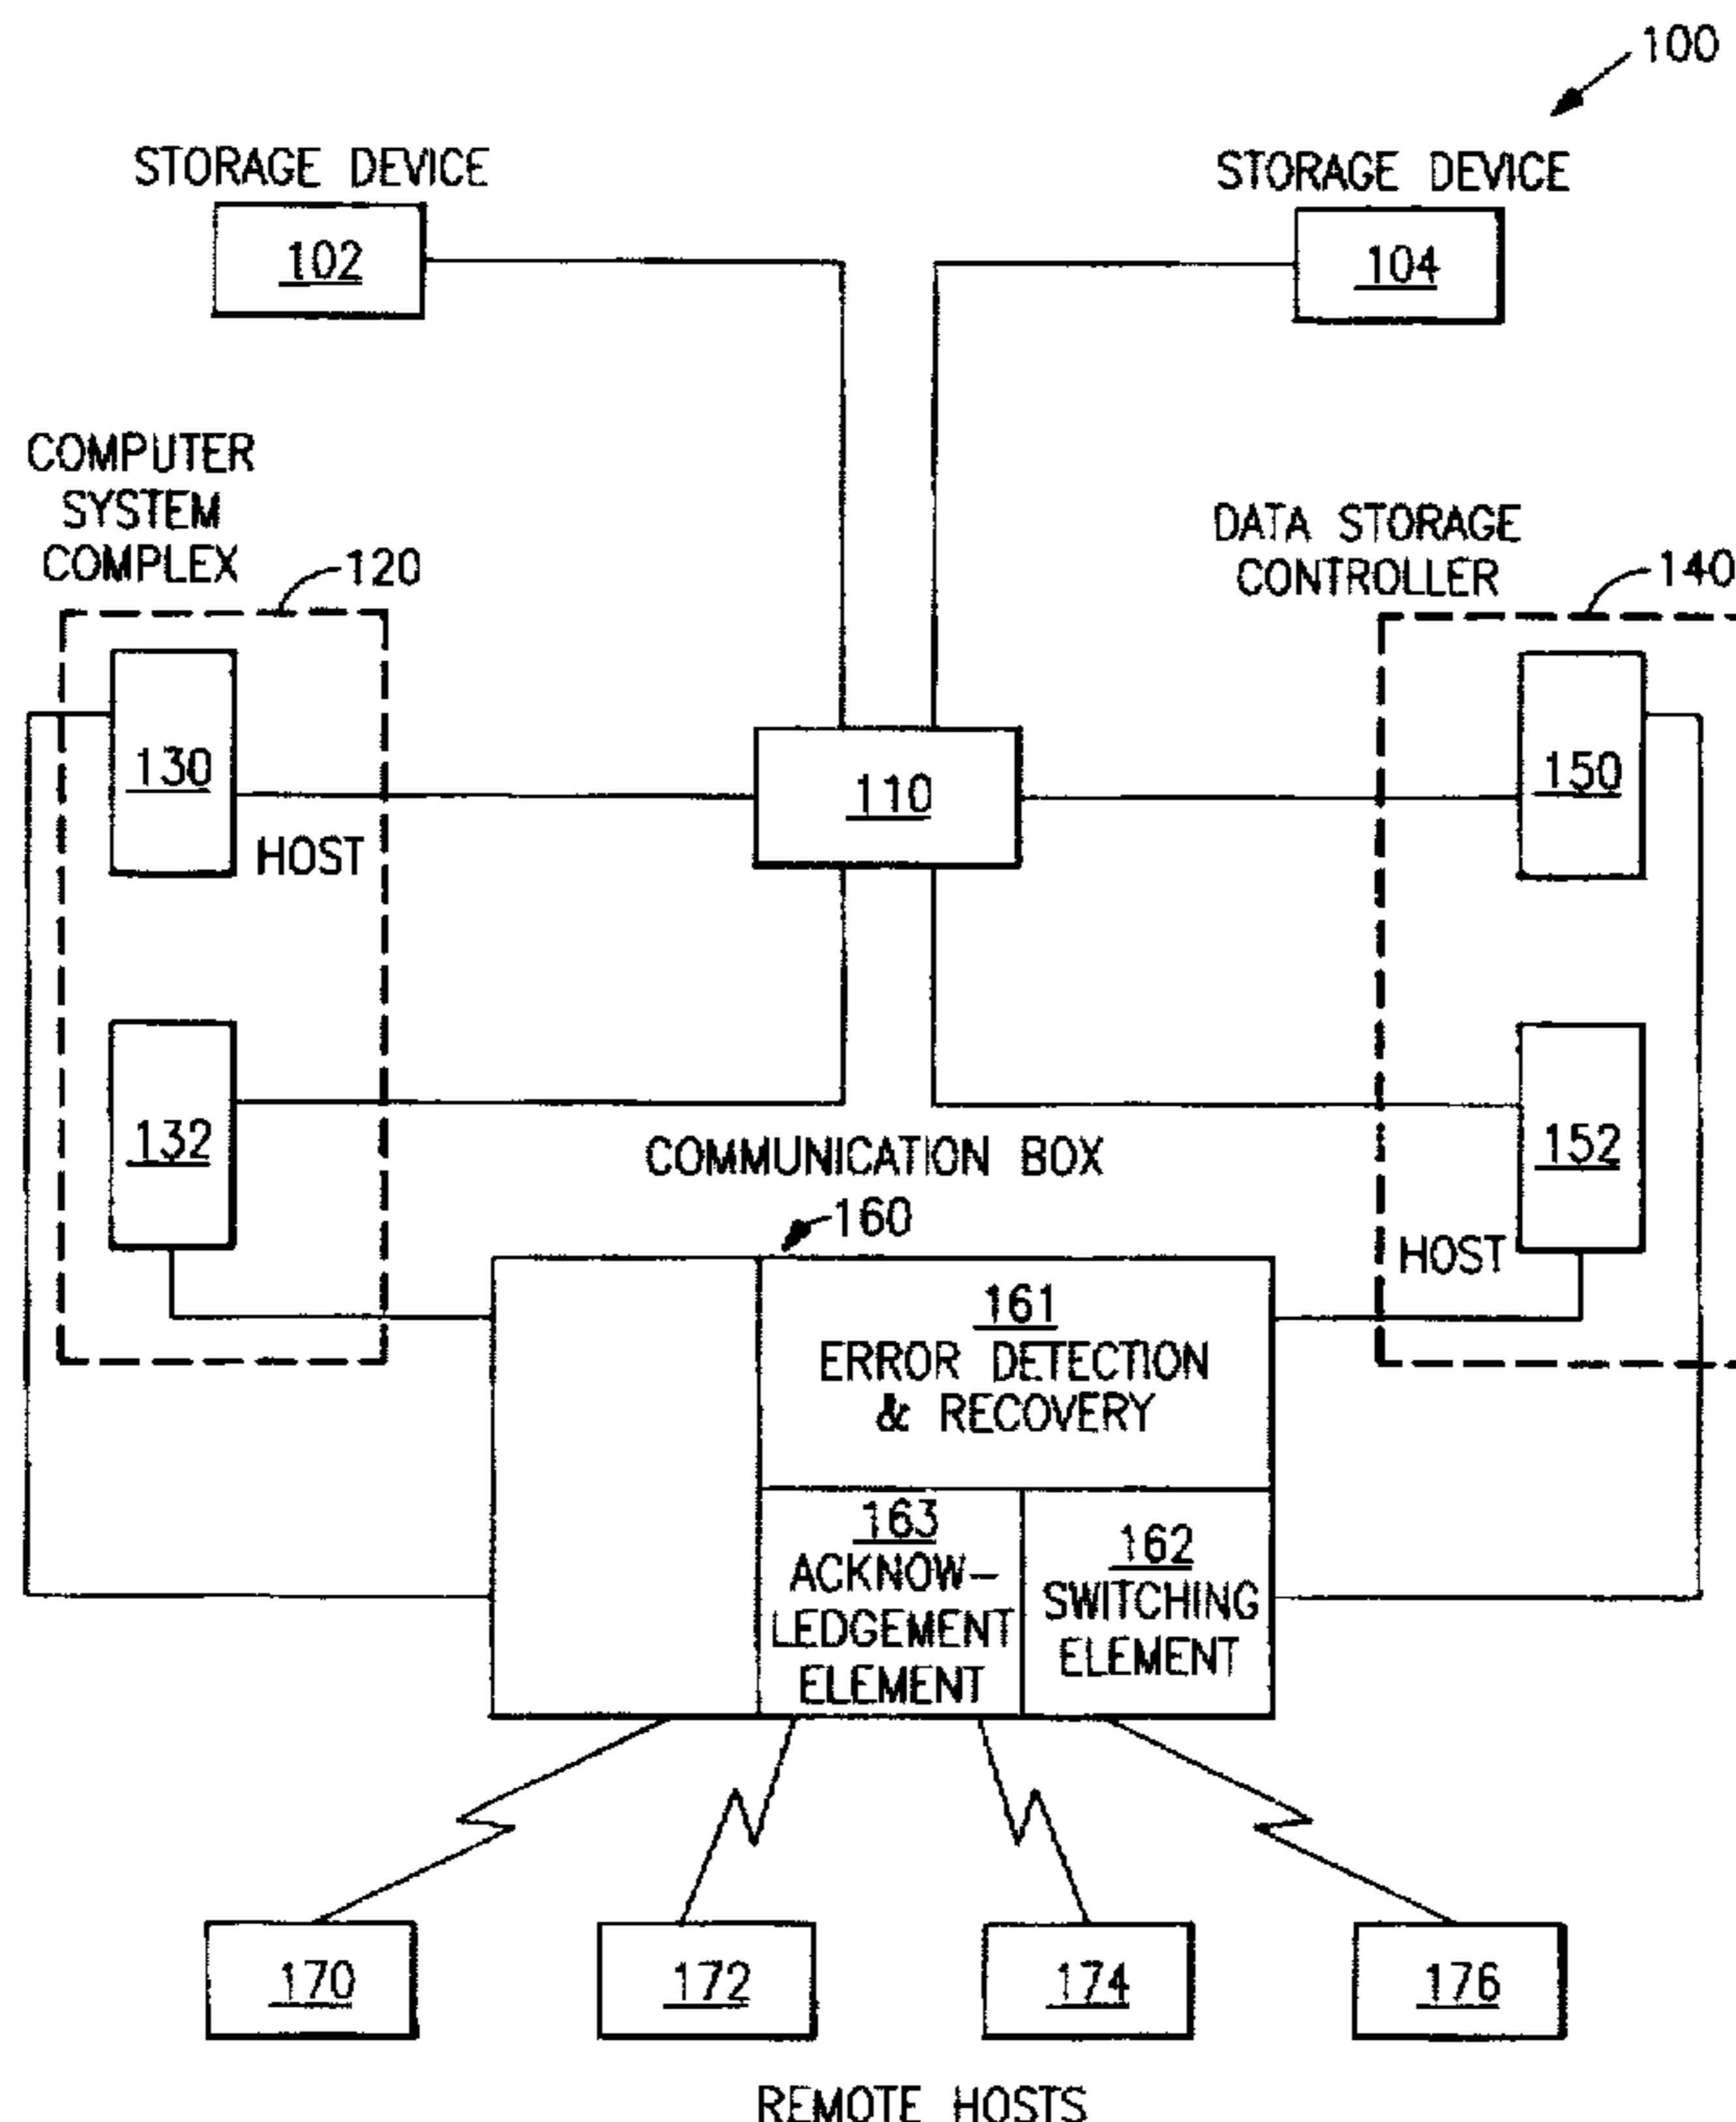 100
STORAGE DEVICE
102
STORAGE DEVICE
104
COMPUTER
SYSTEM
COMPLEX
120
DATA STORAGE
CONTROLLER
140
130
HOST
110
150
132
152
HOST
COMMUNICATION BOX
160
161
ERROR DETECTION
& RECOVERY
163
ACKNOW-
LEDGEMENT
ELEMENT
162
SWITCHING
ELEMENT
170
172
174
176
REMOTE HOSTS